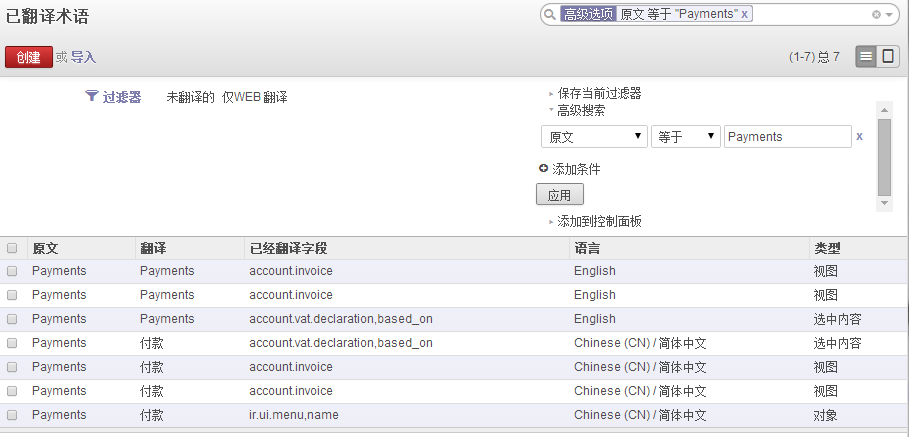 已翻译术语
高级选项 原文 等于 "Payments" x
创建 或 导入
(1-7) 总 7
过滤器 未翻译的 仅WEB翻译
保存当前过滤器
高级搜索
原文 等于 Payments x
添加条件
应用
添加到控制面板
原文 翻译 已经翻译字段 语言 类型
Payments Payments account.invoice English 视图
Payments Payments account.invoice English 视图
Payments Payments account.vat.declaration,based_on English 选中内容
Payments 付款 account.vat.declaration,based_on Chinese (CN) / 简体中文 选中内容
Payments 付款 account.invoice Chinese (CN) / 简体中文 视图
Payments 付款 account.invoice Chinese (CN) / 简体中文 视图
Payments 付款 ir.ui.menu,name Chinese (CN) / 简体中文 对象